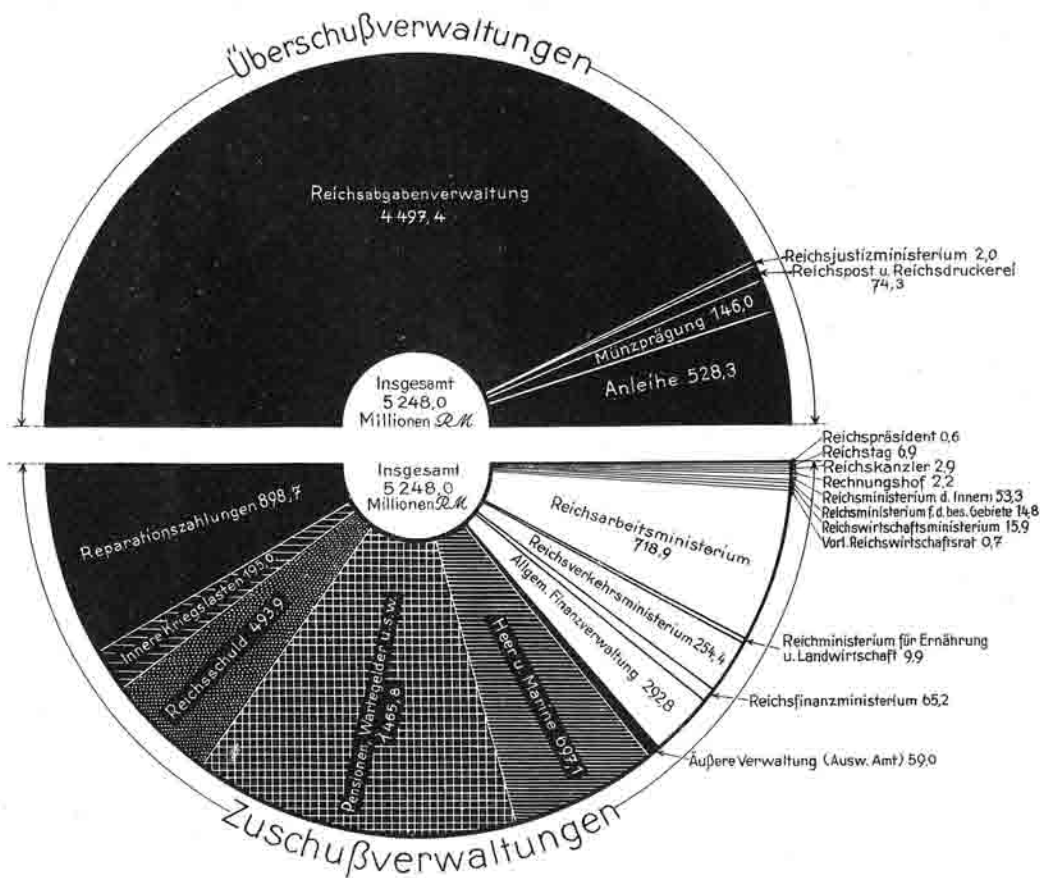 Überschußverwaltungen
Reichsabgabenverwaltung
4 497,4
Reichsjustizministerium 2,0
Reichspost u. Reichsdruckerei
74,3
Münzprägung 146,0
Anleihe 528,3
Insgesamt
5 248,0
Millionen RM
Insgesamt
5 248,0
Millionen RM
Reichspräsident 0,6
Reichstag 6,9
Reichskanzler 2,9
Rechnungshof 2,2
Reichsministerium d. Innern 53,3
Reichsministerium f. d. bes. Gebiete 14,8
Reichswirtschaftsministerium 15,9
Vorl. Reichswirtschaftsrat 0,7
Reichsarbeitsministerium
718,9
Reichministerium für Ernährung
u. Landwirtschaft 9,9
Reichsverkehrsministerium 254,4
Reichsfinanzministerium 65,2
Allgem. Finanzverwaltung 292,8
Äußere Verwaltung (Ausw. Amt) 59,0
Heer u. Marine 697,1
Pensionen, Wartegelder u.s.w.
1 465,8
Reichsschuld 493,9
Innere Kriegslasten 195,0
Reparationszahlungen 898,7
Zuschußverwaltungen